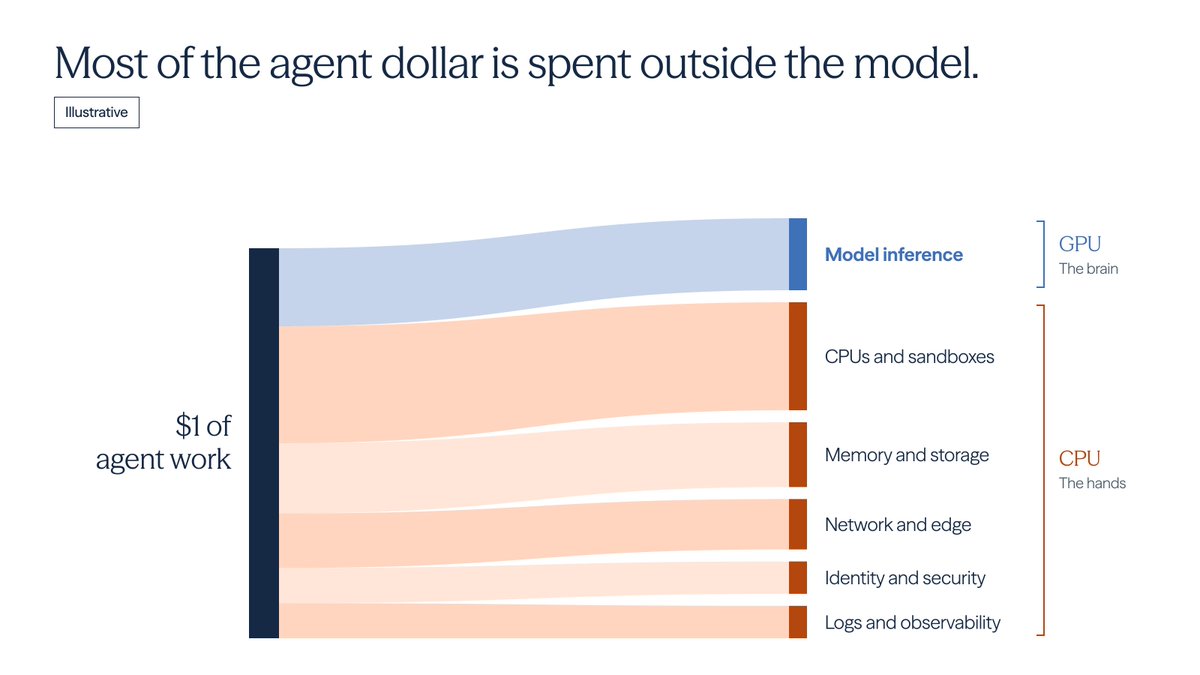 Most of the agent dollar is spent outside the model.
Illustrative
$1 of
agent work
Model inference
CPUs and sandboxes
Memory and storage
Network and edge
Identity and security
Logs and observability
GPU
The brain
CPU
The hands